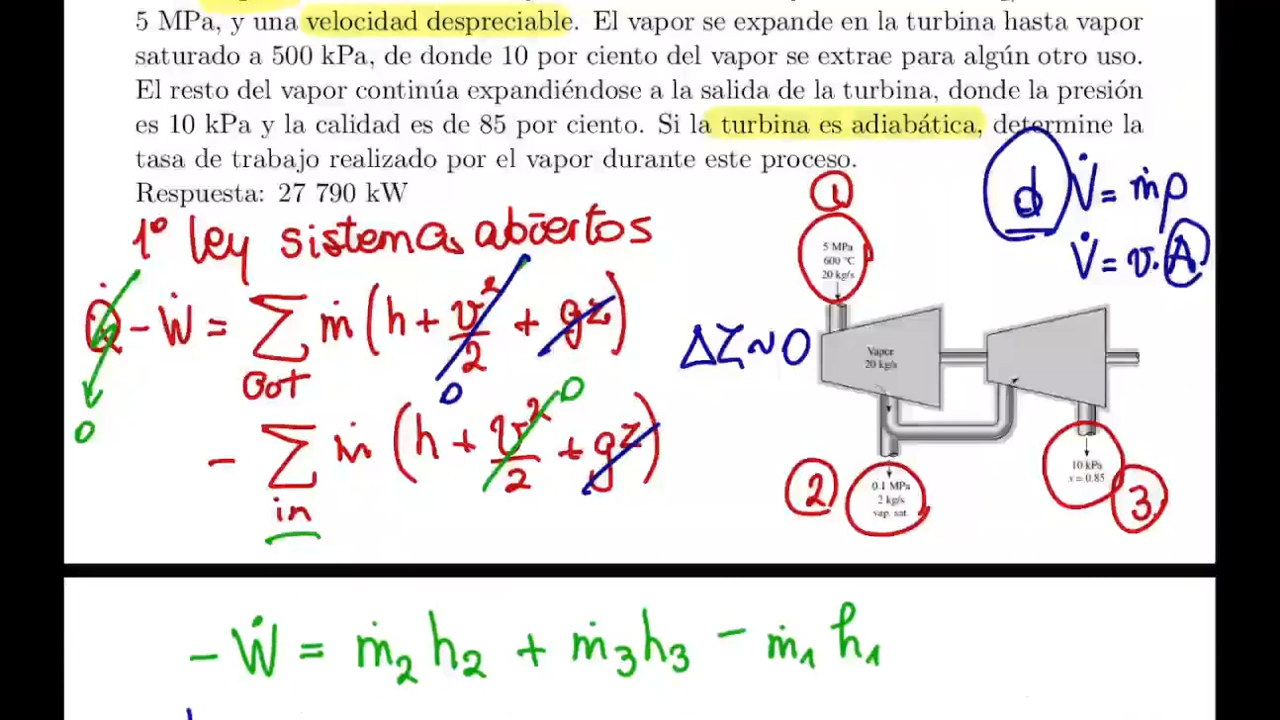 5 MPa, y una velocidad despreciable. El vapor se expande en la turbina hasta vapor
saturado a 500 kPa, de donde 10 por ciento del vapor se extrae para algún otro uso.
El resto del vapor continúa expandiéndose a la salida de la turbina, donde la presión
es 10 kPa y la calidad es de 85 por ciento. Si la turbina es adiabática, determine la
tasa de trabajo realizado por el vapor durante este proceso.
Respuesta: 27 790 kW
1º ley sistemas abiertos
Q̇ - Ẇ = Σ ṁ (h + v²/2 + gz)
out
0
0
- Σ ṁ (h + v²/2 + gz)
in
0
ΔZ ~ 0
1
d
V̇ = ṁρ
V̇ = v·A
5 MPa
600 °C
20 kg/s
Vapor
20 kg/s
2
0.1 MPa
2 kg/s
vap. sat.
10 kPa
x = 0.85
3
- Ẇ = ṁ₂ h₂ + ṁ₃ h₃ - ṁ₁ h₁